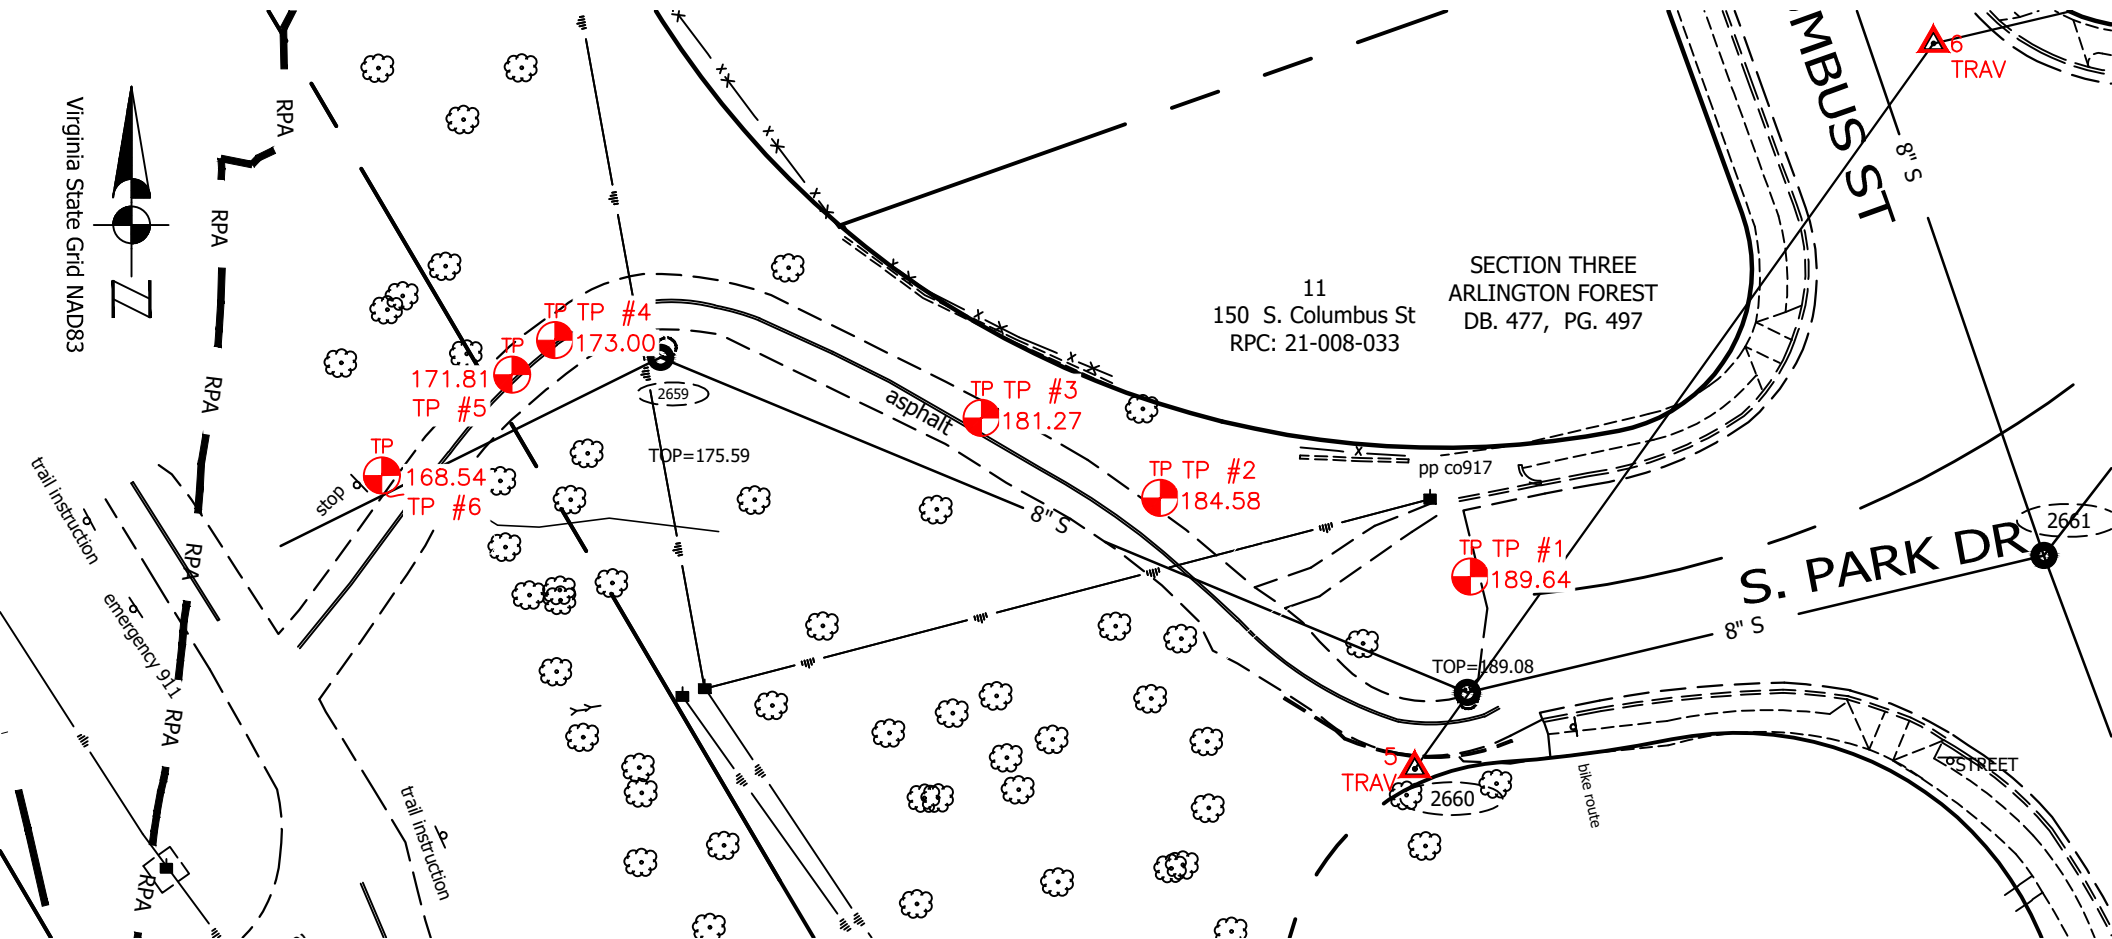 6
TRAV
MBUS ST
8" S
RPA
Virginia State Grid NAD83
N
RPA
SECTION THREE
ARLINGTON FOREST
DB. 477, PG. 497
11
150 S. Columbus St
RPC: 21-008-033
TP TP #4
173.00
TP
171.81
TP #5
2659
RPA
asphalt
TP TP #3
181.27
TOP=175.59
TP
168.54
TP #6
stop
trail instruction
8" S
TP TP #2
184.58
pp co917
2661
S. PARK DR
8" S
TP TP #1
189.64
RPA
emergency 911
TOP=189.08
RPA
5
TRAV
2660
STREET
bike route
trail instruction
RPA